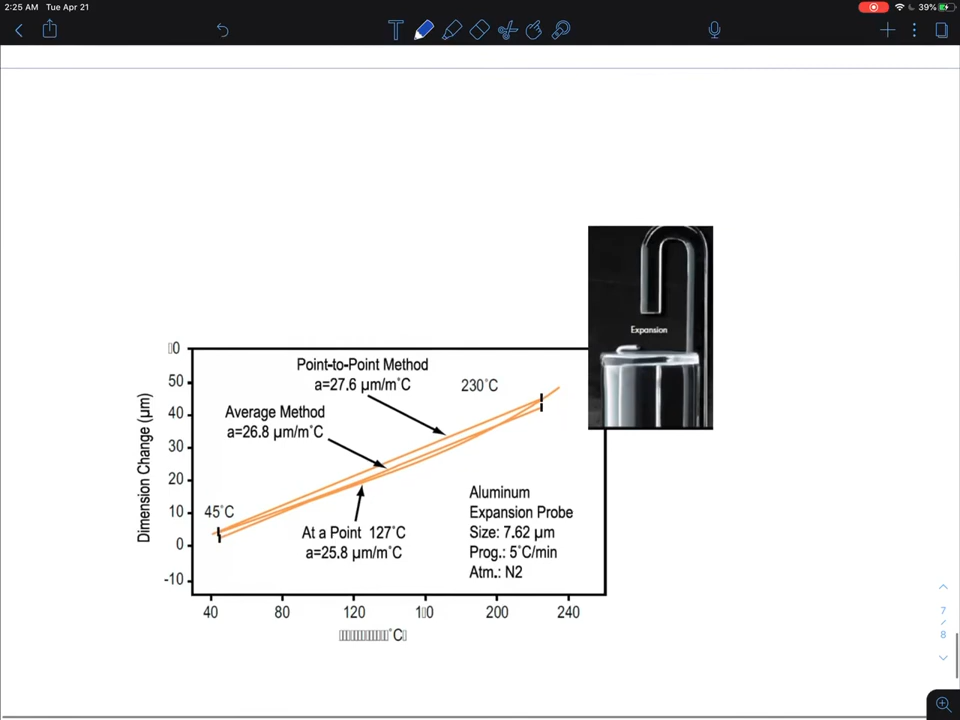 2:25 AM Tue Apr 21
39%
T
Expansion
Point-to-Point Method
a=27.6 µm/m°C
230°C
Average Method
a=26.8 µm/m°C
45°C
At a Point 127°C
a=25.8 µm/m°C
Aluminum
Expansion Probe
Size: 7.62 µm
Prog.: 5°C/min
Atm.: N2
Dimension Change (µm)
50
40
30
20
10
0
-10
40
80
120
200
240
°C
7
/
8